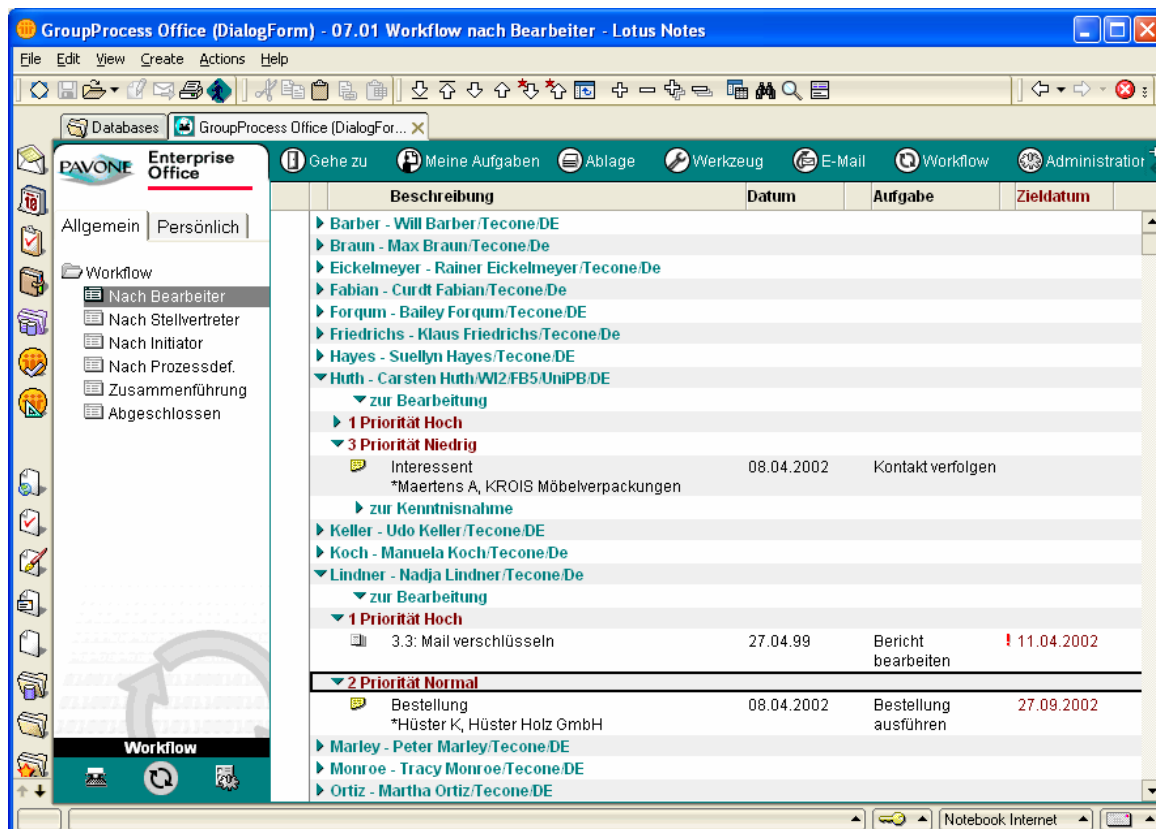 GroupProcess Office (DialogForm) - 07.01 Workflow nach Bearbeiter - Lotus Notes
File Edit View Create Actions Help
Databases GroupProcess Office (DialogFor...
PAVONE Enterprise Office
Gehe zu Meine Aufgaben Ablage Werkzeug E-Mail Workflow Administration
Allgemein Persönlich
Workflow
Nach Bearbeiter
Nach Stellvertreter
Nach Initiator
Nach Prozessdef.
Zusammenführung
Abgeschlossen
Workflow
Beschreibung Datum Aufgabe Zieldatum
Barber - Will Barber/Tecone/DE
Braun - Max Braun/Tecone/De
Eickelmeyer - Rainer Eickelmeyer/Tecone/De
Fabian - Curdt Fabian/Tecone/De
Forqum - Bailey Forqum/Tecone/DE
Friedrichs - Klaus Friedrichs/Tecone/De
Hayes - Suellyn Hayes/Tecone/DE
Huth - Carsten Huth/WI2/FB5/UniPB/DE
zur Bearbeitung
1 Priorität Hoch
3 Priorität Niedrig
Interessent 08.04.2002 Kontakt verfolgen
*Maertens A, KROIS Möbelverpackungen
zur Kenntnisnahme
Keller - Udo Keller/Tecone/DE
Koch - Manuela Koch/Tecone/De
Lindner - Nadja Lindner/Tecone/De
zur Bearbeitung
1 Priorität Hoch
3.3: Mail verschlüsseln 27.04.99 Bericht ! 11.04.2002
bearbeiten
2 Priorität Normal
Bestellung 08.04.2002 Bestellung 27.09.2002
*Hüster K, Hüster Holz GmbH ausführen
Marley - Peter Marley/Tecone/DE
Monroe - Tracy Monroe/Tecone/DE
Ortiz - Martha Ortiz/Tecone/DE
Notebook Internet